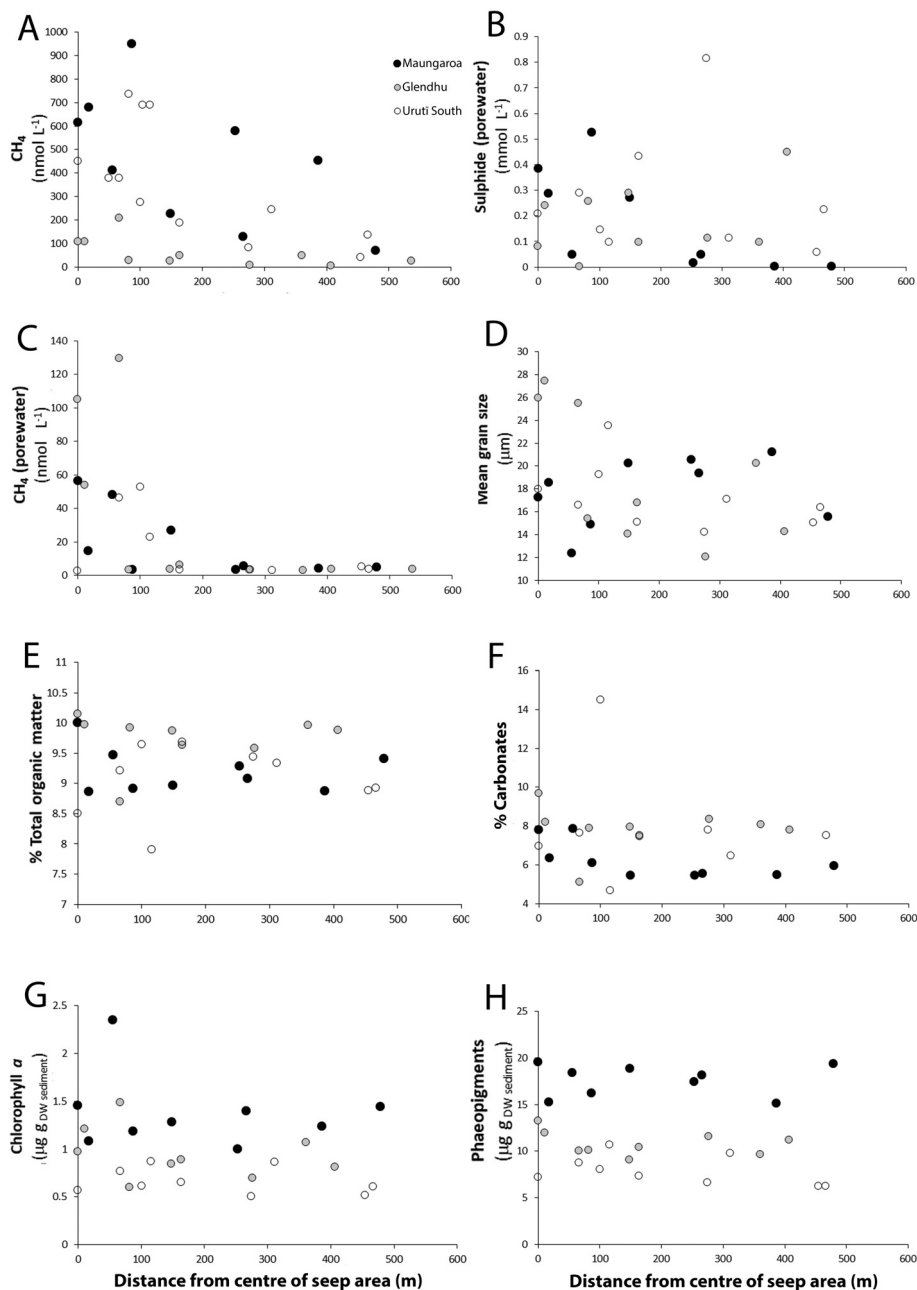 A
CH4
(nmol L-1)
1000
900
800
700
600
500
400
300
200
100
0
0 100 200 300 400 500 600
Maungaroa
Glendhu
Uruti South
B
Sulphide (porewater)
(mmol L-1)
0.9
0.8
0.7
0.6
0.5
0.4
0.3
0.2
0.1
0
0 100 200 300 400 500 600
C
CH4 (porewater)
(nmol L-1)
140
120
100
80
60
40
20
0
0 100 200 300 400 500 600
D
Mean grain size
(μm)
30
28
26
24
22
20
18
16
14
12
10
0 100 200 300 400 500 600
E
% Total organic matter
11
10.5
10
9.5
9
8.5
8
7.5
7
0 100 200 300 400 500 600
F
% Carbonates
16
14
12
10
8
6
4
0 100 200 300 400 500 600
G
Chlorophyll a
(μg g DW sediment)
2.5
2
1.5
1
0.5
0
0 100 200 300 400 500 600
Distance from centre of seep area (m)
H
Phaeopigments
(μg g DW sediment)
25
20
15
10
5
0
0 100 200 300 400 500 600
Distance from centre of seep area (m)